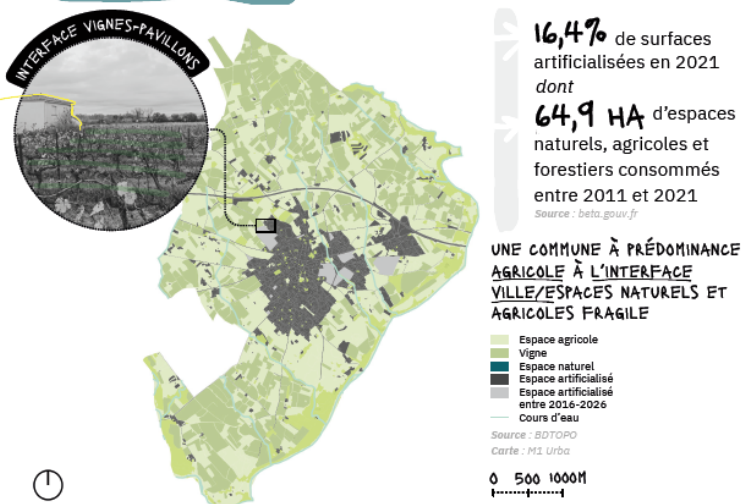 INTERFACE VIGNES-PAVILLONS
16,4% de surfaces
artificialisées en 2021
dont
64,9 HA d'espaces
naturels, agricoles et
forestiers consommés
entre 2011 et 2021
Source : beta.gouv.fr
UNE COMMUNE À PRÉDOMINANCE
AGRICOLE À L'INTERFACE
VILLE/ESPACES NATURELS ET
AGRICOLES FRAGILE
Espace agricole
Vigne
Espace naturel
Espace artificialisé
Espace artificialisé
entre 2016-2026
Cours d'eau
Source : BDTOPO
Carte : M1 Urba
0 500 1000M